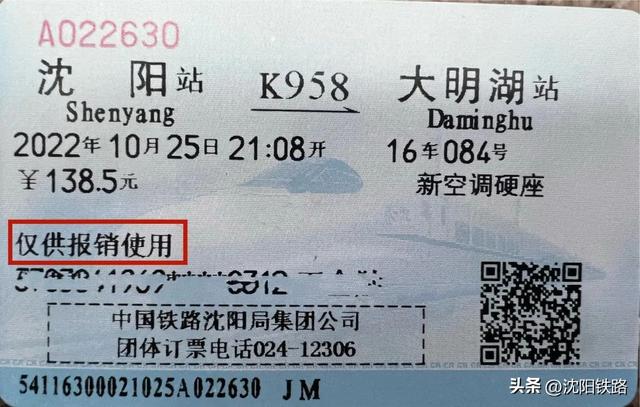 A022630
沈 阳站 K958 大明湖站
Shenyang Daminghu
2022年10月25日21:08开 16车084号
¥138.5元 新空调硬座
仅供报销使用
中国铁路沈阳局集团公司
团体订票电话024-12306
54116300021025A022630 JM
头条 @沈阳铁路